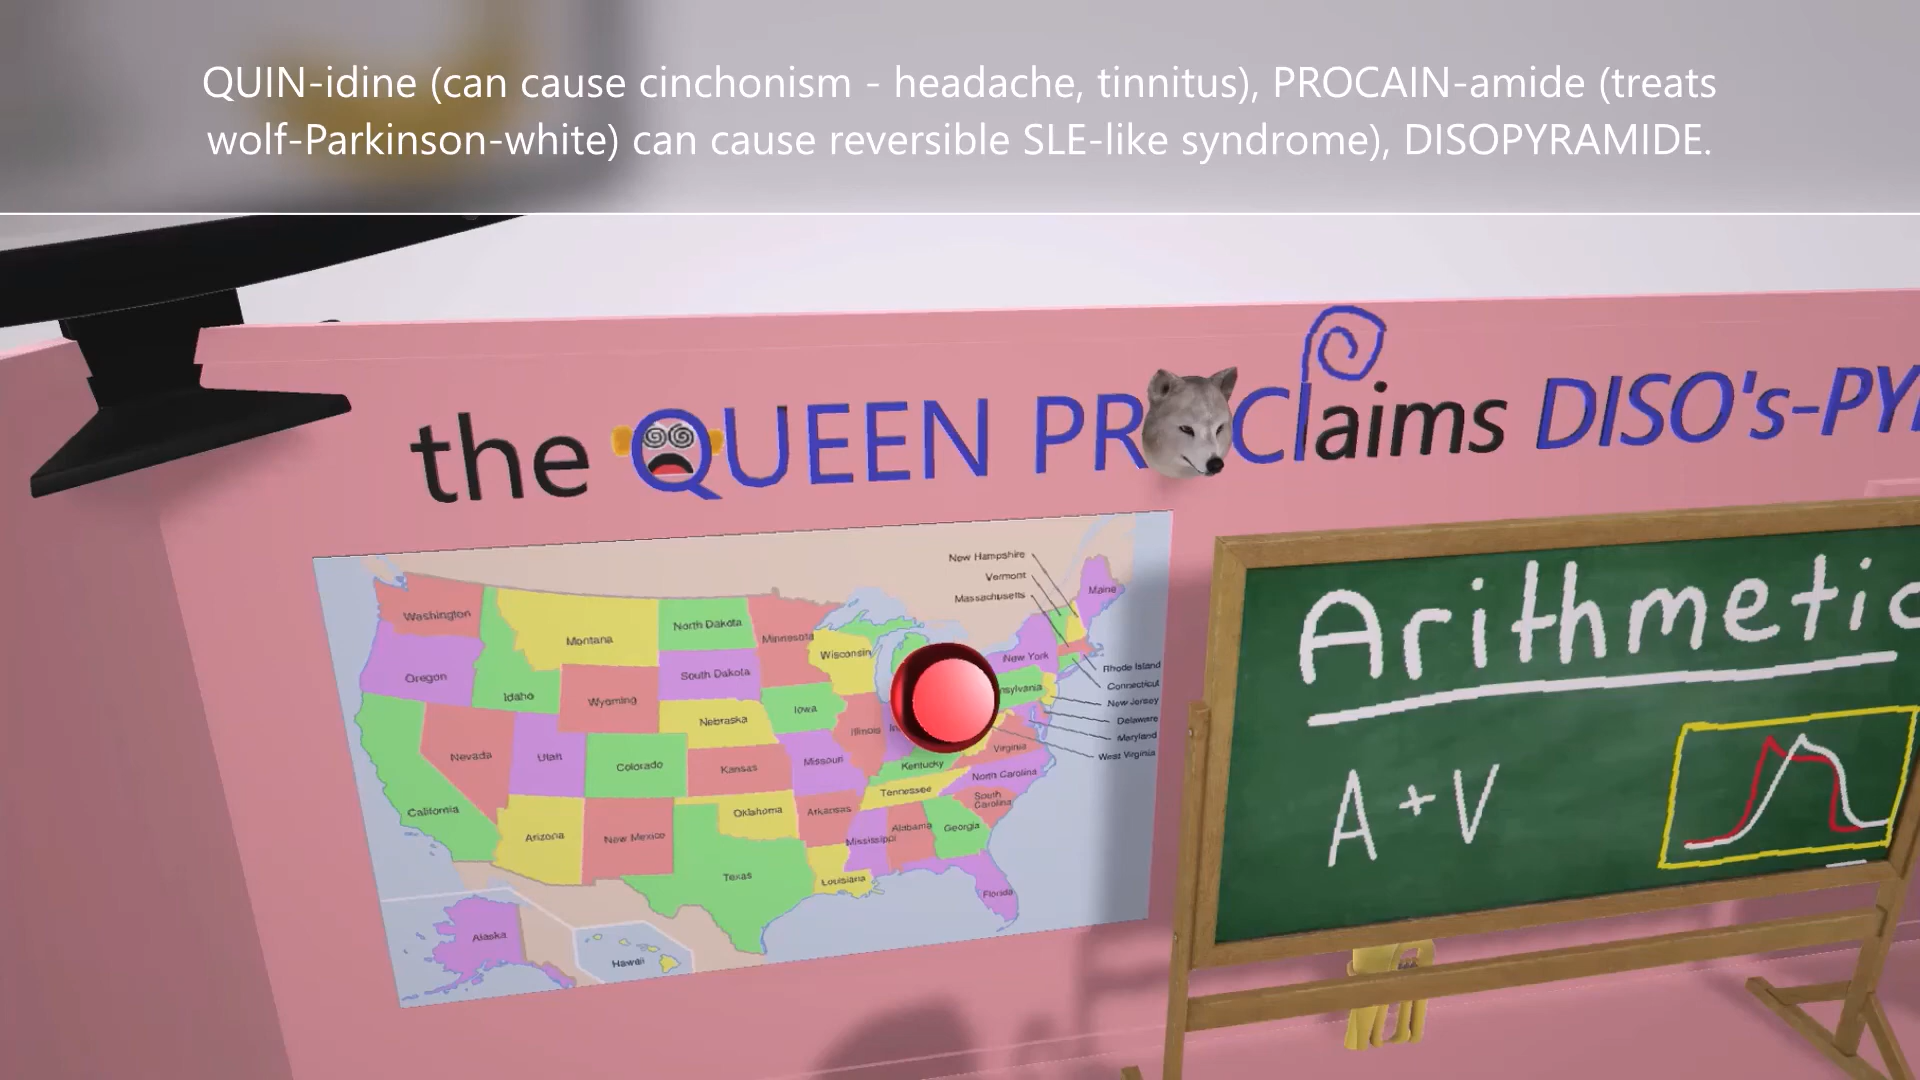 QUIN-idine (can cause cinchonism - headache, tinnitus), PROCAIN-amide (treats
wolf-Parkinson-white) can cause reversible SLE-like syndrome), DISOPYRAMIDE.
the QUEEN PROClaims DISO's-PY
New Hampshire
Vermont
Massachusetts
Maine
Washington
Montana
North Dakota
Minnesota
Wisconsin
New York
Rhode Island
Connecticut
New Jersey
Delaware
Maryland
West Virginia
Oregon
Idaho
Wyoming
South Dakota
Iowa
Nebraska
Illinois
nsylvania
Nevada
Utah
Colorado
Kansas
Missouri
Kentucky
Virginia
California
Arizona
New Mexico
Oklahoma
Arkansas
Tennessee
North Carolina
South
Carolina
Mississippi
Alabama
Georgia
Texas
Louisiana
Florida
Alaska
Hawaii
Arithmetic
A + V